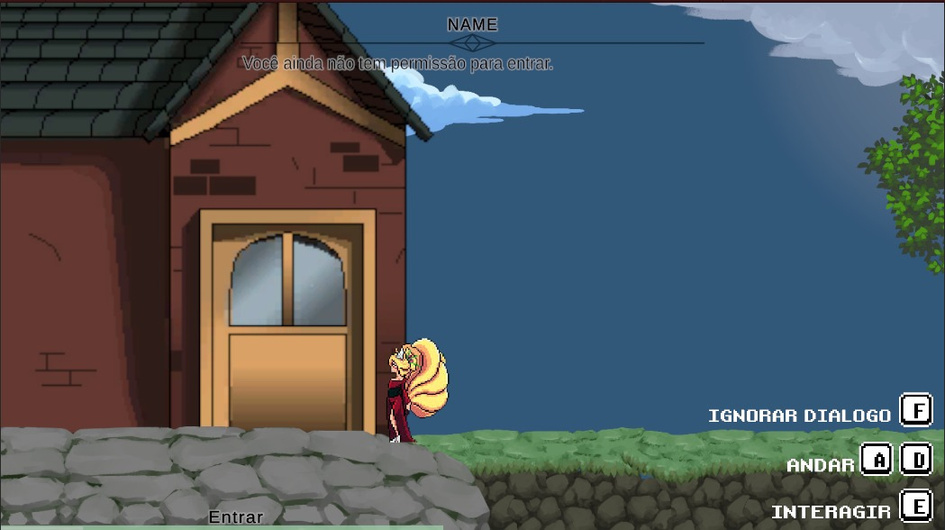 NAME
Você ainda não tem permissão para entrar.
IGNORAR DIALOGO F
ANDAR A D
INTERAGIR E
Entrar